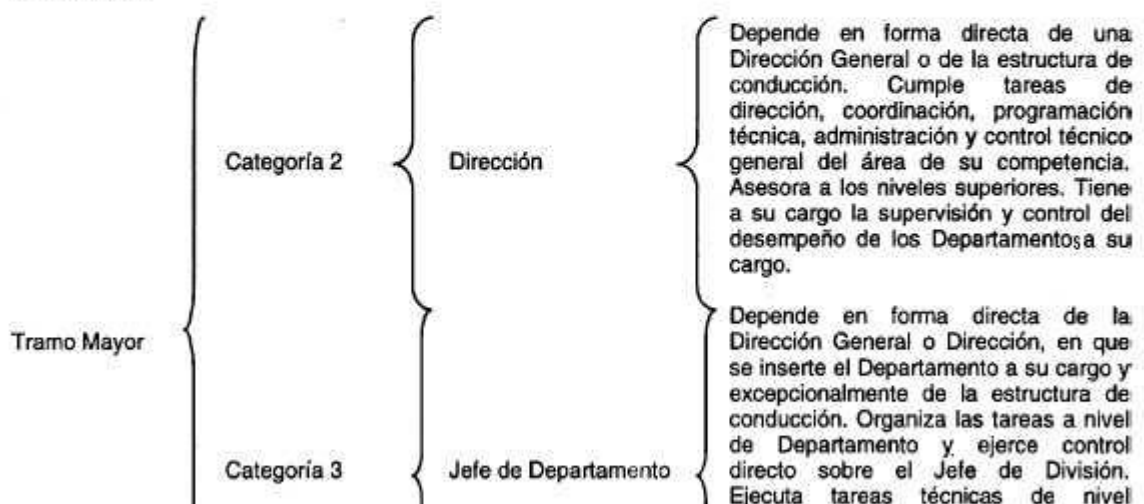 Tramo Mayor
Categoría 2
Dirección
Depende en forma directa de una
Dirección General o de la estructura de
conducción. Cumple tareas de
dirección, coordinación, programación
técnica, administración y control técnico
general del área de su competencia.
Asesora a los niveles superiores. Tiene
a su cargo la supervisión y control del
desempeño de los Departamentos a su
cargo.
Categoría 3
Jefe de Departamento
Depende en forma directa de la
Dirección General o Dirección, en que
se inserte el Departamento a su cargo y
excepcionalmente de la estructura de
conducción. Organiza las tareas a nivel
de Departamento y ejerce control
directo sobre el Jefe de División.
Ejecuta tareas técnicas de nivel